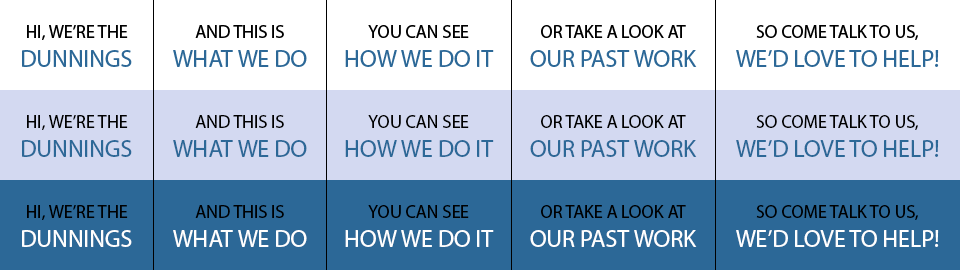 HI, WE'RE THE
DUNNINGS
AND THIS IS
WHAT WE DO
YOU CAN SEE
HOW WE DO IT
OR TAKE A LOOK AT
OUR PAST WORK
SO COME TALK TO US,
WE'D LOVE TO HELP!
HI, WE'RE THE
DUNNINGS
AND THIS IS
WHAT WE DO
YOU CAN SEE
HOW WE DO IT
OR TAKE A LOOK AT
OUR PAST WORK
SO COME TALK TO US,
WE'D LOVE TO HELP!
HI, WE'RE THE
DUNNINGS
AND THIS IS
WHAT WE DO
YOU CAN SEE
HOW WE DO IT
OR TAKE A LOOK AT
OUR PAST WORK
SO COME TALK TO US,
WE'D LOVE TO HELP!